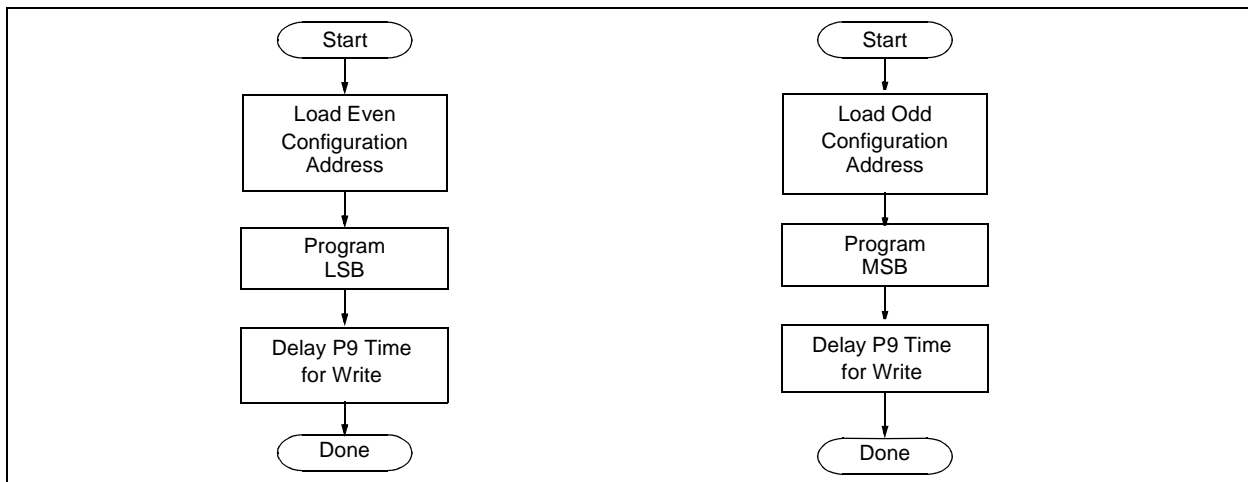 Start
Load Even
Configuration
Address
Program
LSB
Delay P9 Time
for Write
Done
Start
Load Odd
Configuration
Address
Program
MSB
Delay P9 Time
for Write
Done